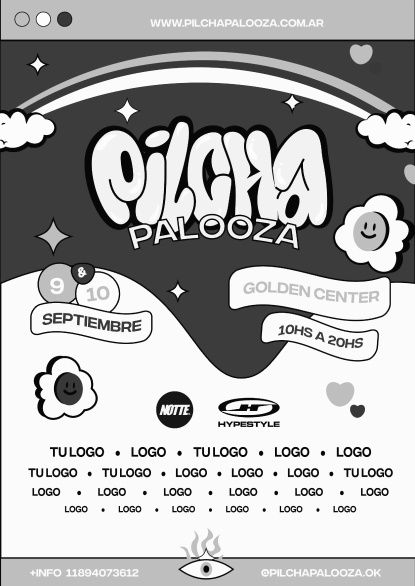 WWW.PILCHAPALOOZA.COM.AR
PILCHA
PALOOZA
9 & 10
SEPTIEMBRE
GOLDEN CENTER
10HS A 20HS
NOTTE.
H
HYPESTYLE
TU LOGO • LOGO • TU LOGO • LOGO • LOGO
TU LOGO • TU LOGO • LOGO • LOGO • LOGO • TU LOGO
LOGO • LOGO • LOGO • LOGO • LOGO • LOGO
LOGO • LOGO • LOGO • LOGO • LOGO • LOGO
+INFO 11894073612
@PILCHAPALOOZA.OK